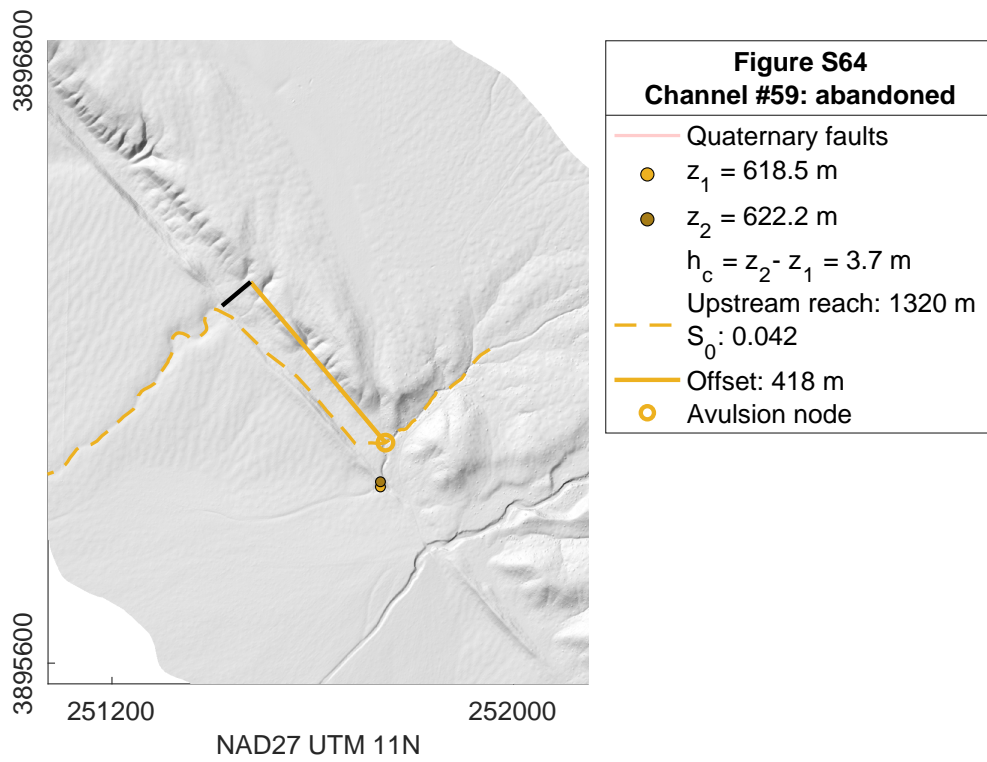 3896800
3895600
251200
252000
NAD27 UTM 11N
Figure S64
Channel #59: abandoned
Quaternary faults
z₁ = 618.5 m
z₂ = 622.2 m
h_c = z₂- z₁ = 3.7 m
Upstream reach: 1320 m
S₀: 0.042
Offset: 418 m
Avulsion node